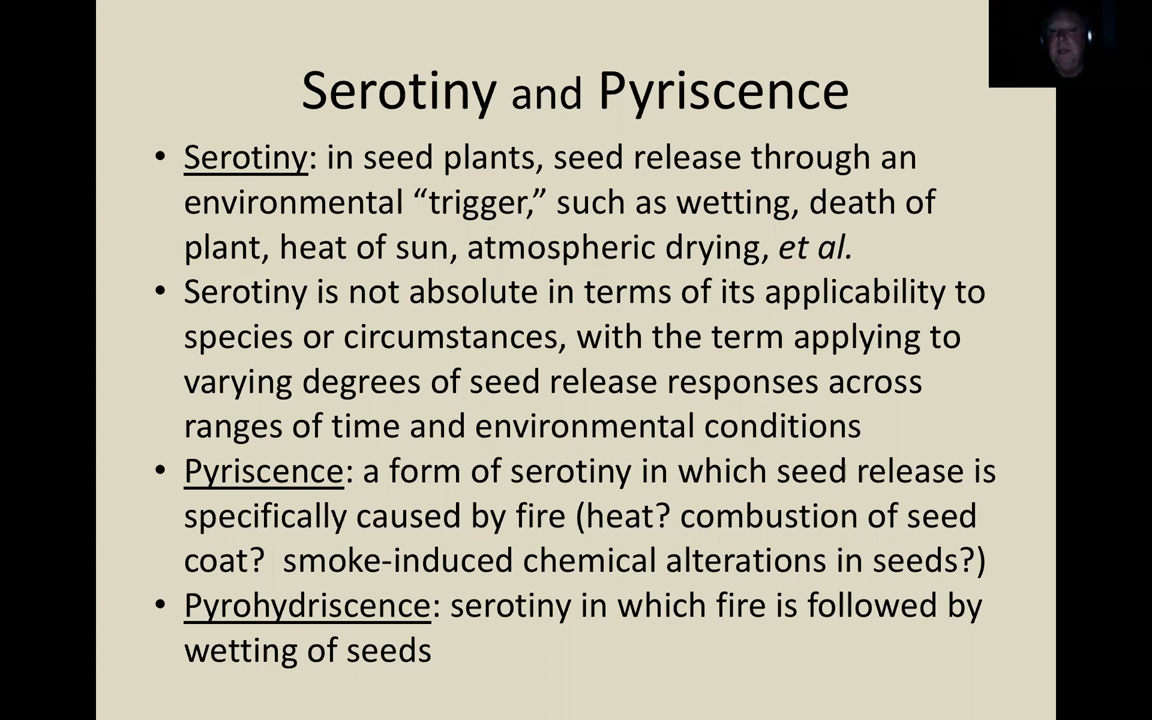 Serotiny and Pyriscence
• Serotiny: in seed plants, seed release through an
environmental “trigger,” such as wetting, death of
plant, heat of sun, atmospheric drying, et al.
• Serotiny is not absolute in terms of its applicability to
species or circumstances, with the term applying to
varying degrees of seed release responses across
ranges of time and environmental conditions
• Pyriscence: a form of serotiny in which seed release is
specifically caused by fire (heat? combustion of seed
coat?  smoke-induced chemical alterations in seeds?)
• Pyrohydriscence: serotiny in which fire is followed by
wetting of seeds